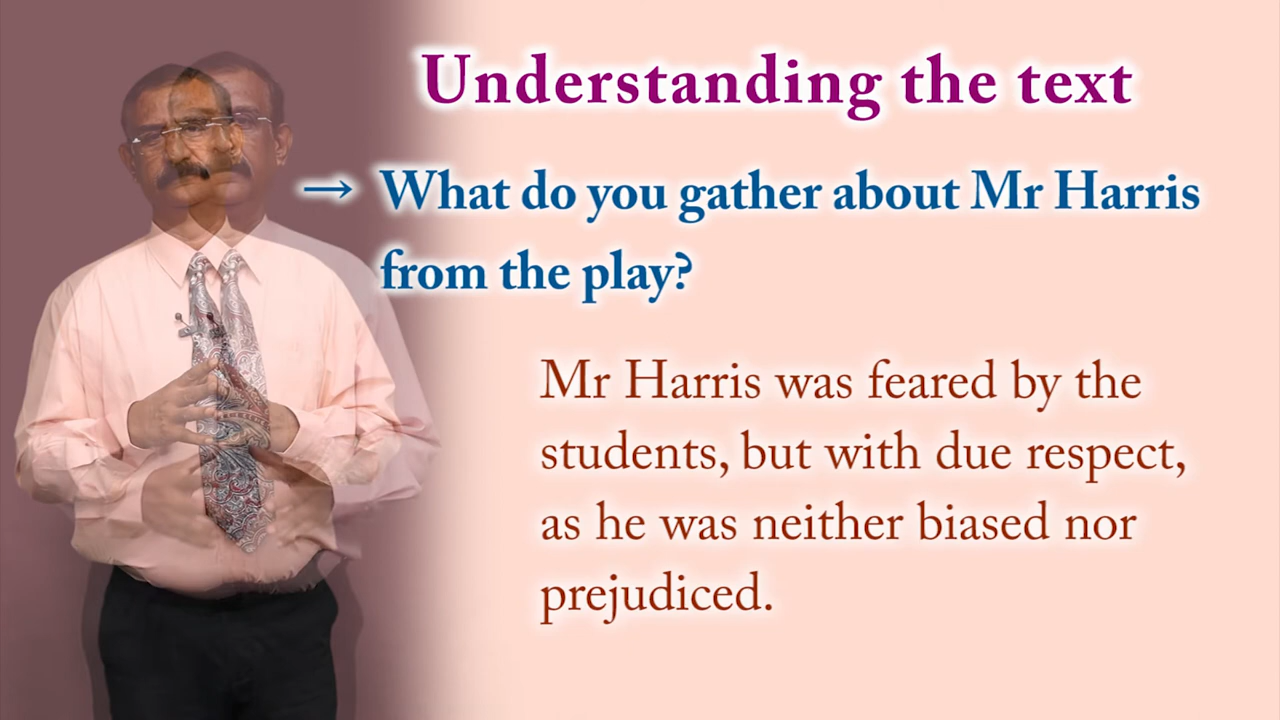 Understanding the text
→ What do you gather about Mr Harris
from the play?
Mr Harris was feared by the
students, but with due respect,
as he was neither biased nor
prejudiced.